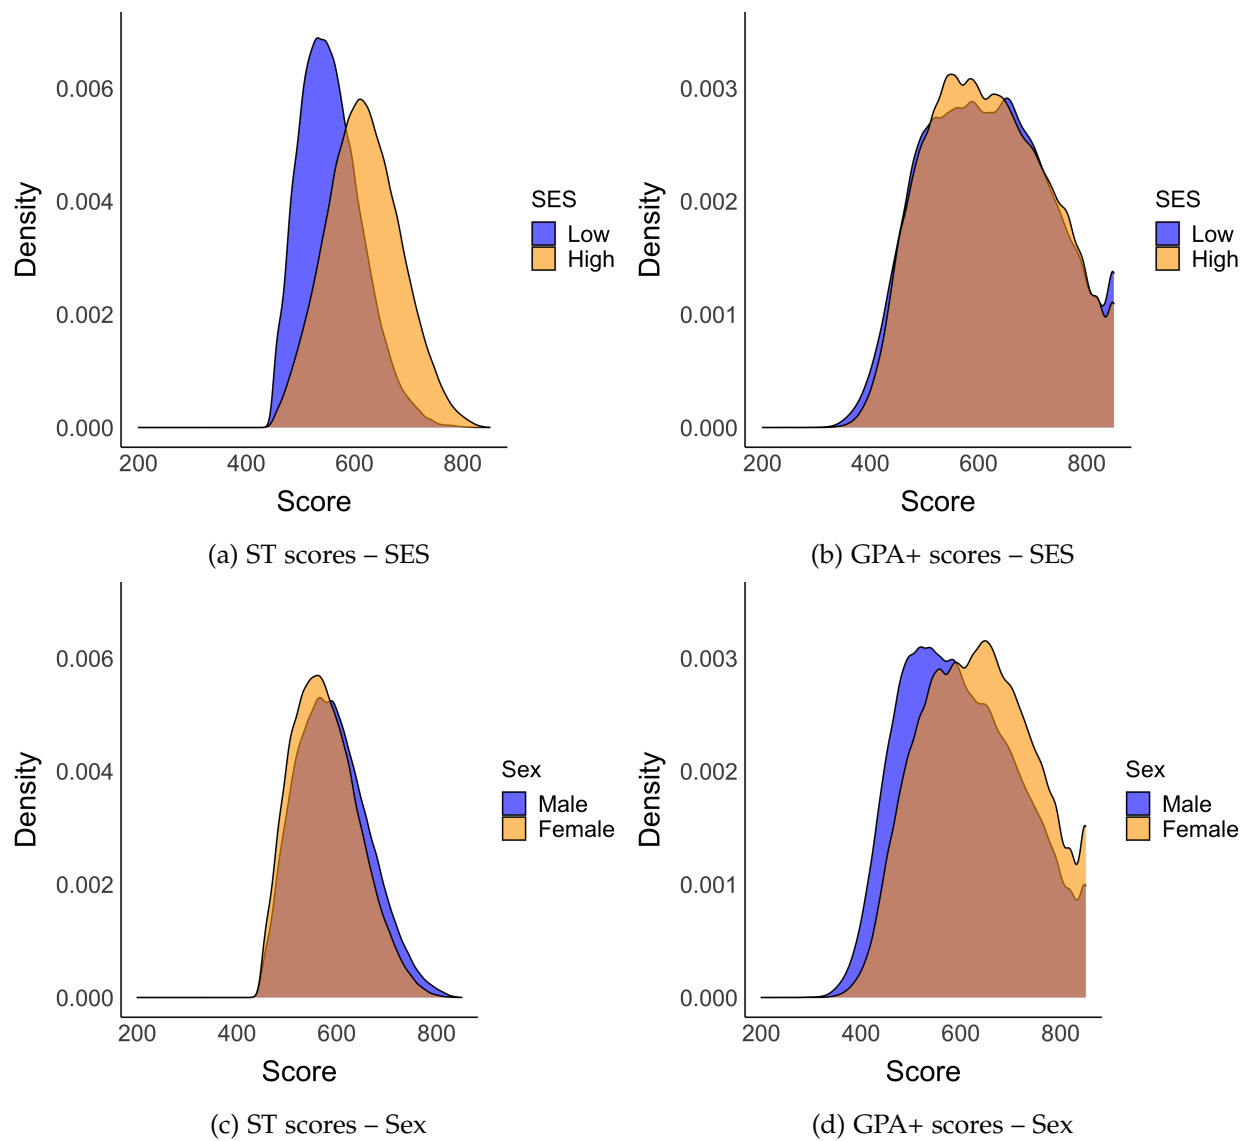 0.006
0.004
0.002
0.000
Density
200 400 600 800
Score
SES
Low
High
(a) ST scores – SES
0.003
0.002
0.001
0.000
Density
200 400 600 800
Score
SES
Low
High
(b) GPA+ scores – SES
0.006
0.004
0.002
0.000
Density
200 400 600 800
Score
Sex
Male
Female
(c) ST scores – Sex
0.003
0.002
0.001
0.000
Density
200 400 600 800
Score
Sex
Male
Female
(d) GPA+ scores – Sex